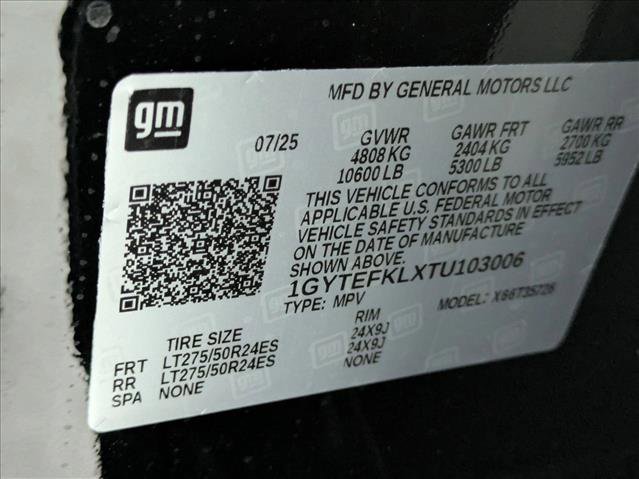 gm
MFD BY GENERAL MOTORS LLC
07/25 GVWR GAWR FRT GAWR RR
4808 KG 2404 KG 2700 KG
10600 LB 5300 LB 5952 LB
THIS VEHICLE CONFORMS TO ALL
APPLICABLE U.S. FEDERAL MOTOR
VEHICLE SAFETY STANDARDS IN EFFECT
ON THE DATE OF MANUFACTURE
SHOWN ABOVE
1GYTEFKLXTU103006
TYPE: MPV MODEL:
TIRE SIZE RIM
FRT LT275/50R24ES 24X9J
RR LT275/50R24ES 24X9J
SPA NONE NONE